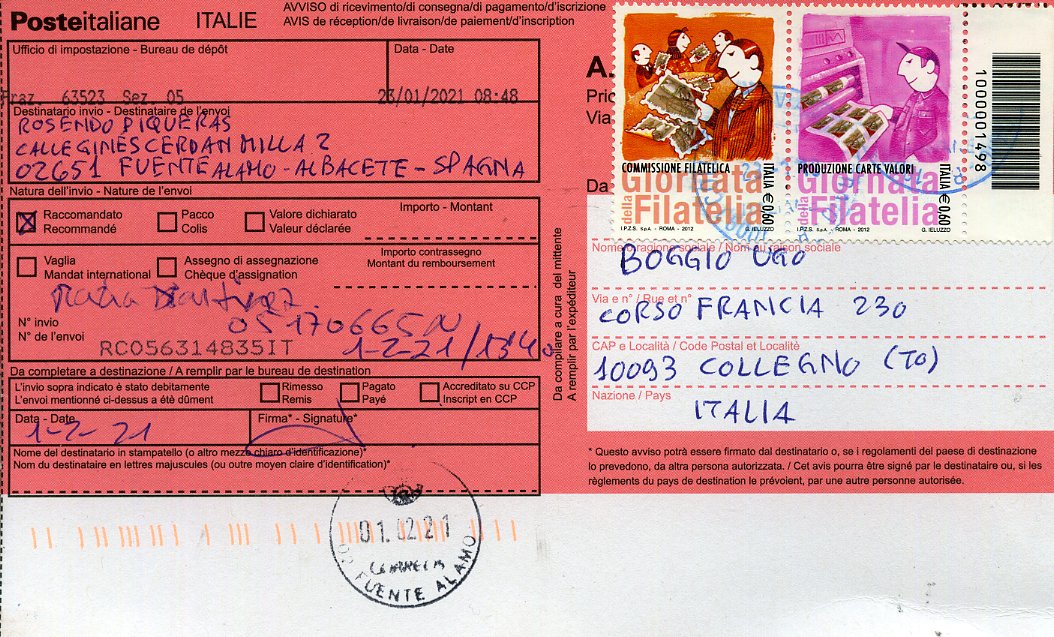 Posteitaliane ITALIE
AVVISO di ricevimento/di consegna/di pagamento/d'iscrizione
AVIS de réception/de livraison/de paiement/d'inscription
Ufficio di impostazione - Bureau de dépôt
Data - Date
Fraz. 63523 Sez. 05
23/01/2021 08:48
Destinatario invio - Destinataire de l'envoi
ROSENDO PIQUERAS
CALLE GINES CERDAN MILLA 2
02651 FUENTE ALAMO - ALBACETE - SPAGNA
Natura dell'invio - Nature de l'envoi
Raccomandato
Recommandé
Pacco
Colis
Valore dichiarato
Valeur déclarée
Importo - Montant
Vaglia
Mandat international
Assegno di assegnazione
Chèque d'assignation
Importo contrassegno
Montant du remboursement
Maria Martinez
N° invio
N° de l'envoi
05170665N
1-2-21/
RC056314835IT
Da completare a destinazione / A remplir par le bureau de destination
L'invio sopra indicato è stato debitamente
L'envoi mentionné ci-dessus a été dûment
Rimesso
Remis
Pagato
Payé
Accreditato su CCP
Inscript en CCP
Data - Date
1-2-21
Firma* - Signature*
Nome del destinatario in stampatello (o altro mezzo chiaro d'identificazione)*
Nom du destinataire en lettres majuscules (ou outre moyen claire d'identification)*
01.02 21
CORREOS
FUENTE ALAMO
Da compilare a cura del mittente
A remplir par l'expéditeur
A.
Prio
Via
Da
COMMISSIONE FILATELICA
Giornata
della Filatelia
ITALIA € 0,60
I.P.Z.S. S.p.A. - ROMA - 2012
G. IELUZZO
PRODUZIONE CARTE VALORI
Giornata
della Filatelia
ITALIA € 0,60
I.P.Z.S. S.p.A. - ROMA - 2012
G. IELUZZO
1000001498
Nome o ragione sociale / Nom ou raison sociale
BOGGIO UGO
Via e n° / Rue et n°
CORSO FRANCIA 230
CAP e Località / Code Postal et Località
10093 COLLEGNO (TO)
Nazione / Pays
ITALIA
* Questo avviso potrà essere firmato dal destinatario o, se i regolamenti del paese di destinazione
lo prevedono, da altra persona autorizzata. / Cet avis pourra être signé par le destinataire ou, si les
règlements du pays de destination le prévoient, par une autre personne autorisée.